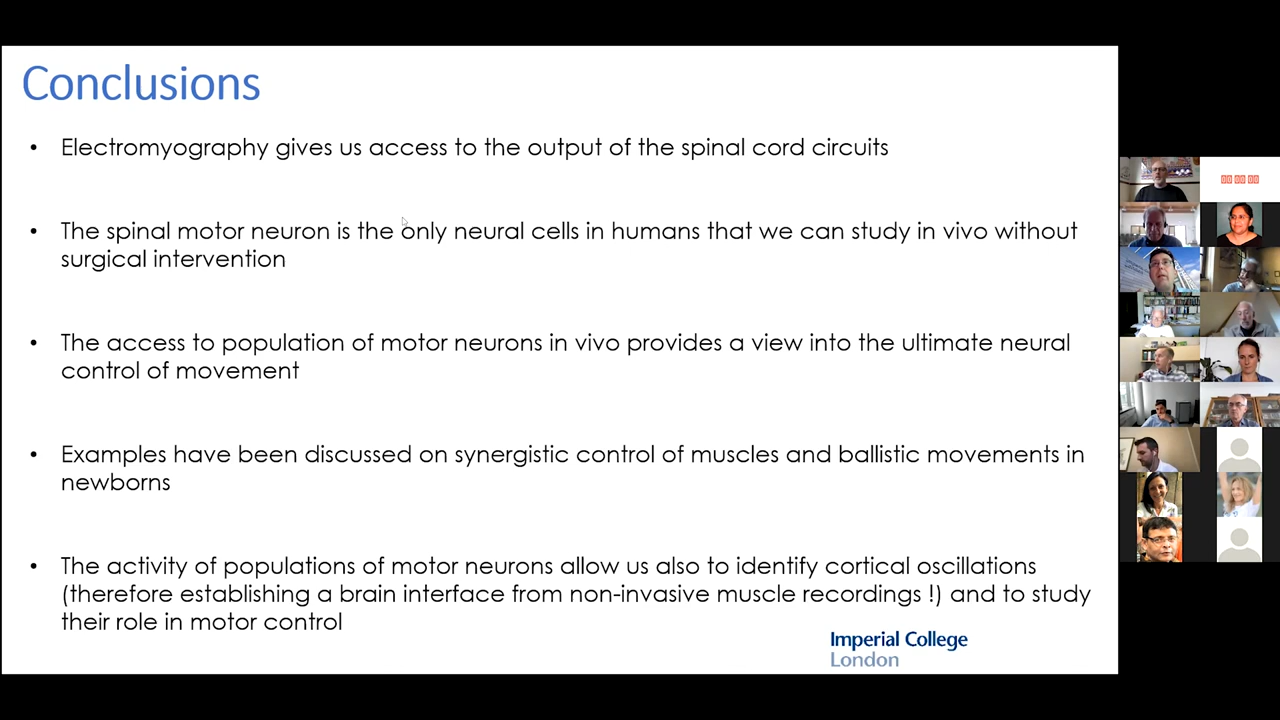 Conclusions
• Electromyography gives us access to the output of the spinal cord circuits
• The spinal motor neuron is the only neural cells in humans that we can study in vivo without
surgical intervention
• The access to population of motor neurons in vivo provides a view into the ultimate neural
control of movement
• Examples have been discussed on synergistic control of muscles and ballistic movements in
newborns
• The activity of populations of motor neurons allow us also to identify cortical oscillations
(therefore establishing a brain interface from non-invasive muscle recordings !) and to study
their role in motor control
Imperial College
London